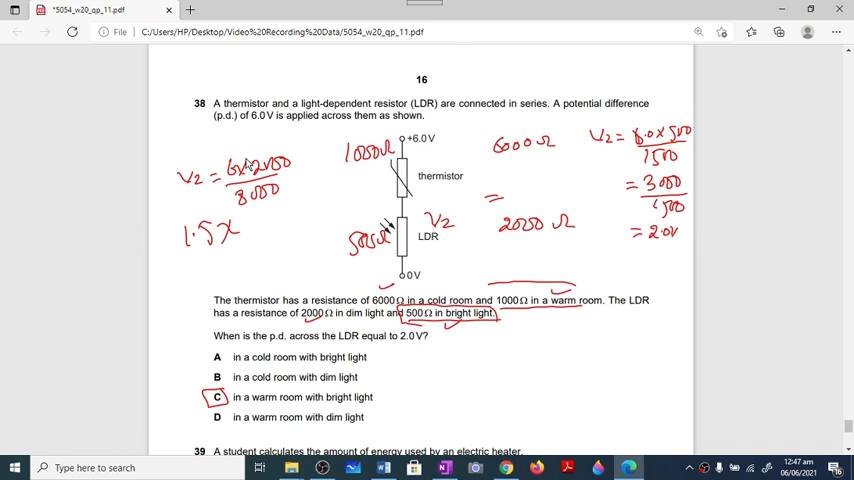 *5054_w20_qp_11.pdf
File
C:/Users/HP/Desktop/Video%20Recording%20Data/5054_w20_qp_11.pdf
16
38 A thermistor and a light-dependent resistor (LDR) are connected in series. A potential difference
(p.d.) of 6.0 V is applied across them as shown.
+6.0 V
thermistor
LDR
0 V
1000Ω
500Ω
V2
V2 = 6×2000
8000
1.5 X
6000 Ω
=
2000 Ω
V2 = 6.0 x 500
1500
= 3000
1500
= 2.0V
The thermistor has a resistance of 6000 Ω in a cold room and 1000 Ω in a warm room. The LDR
has a resistance of 2000 Ω in dim light and 500 Ω in bright light.
When is the p.d. across the LDR equal to 2.0 V?
A in a cold room with bright light
B in a cold room with dim light
C in a warm room with bright light
D in a warm room with dim light
39 A student calculates the amount of energy used by an electric heater.
Type here to search
12:47 am
06/06/2021